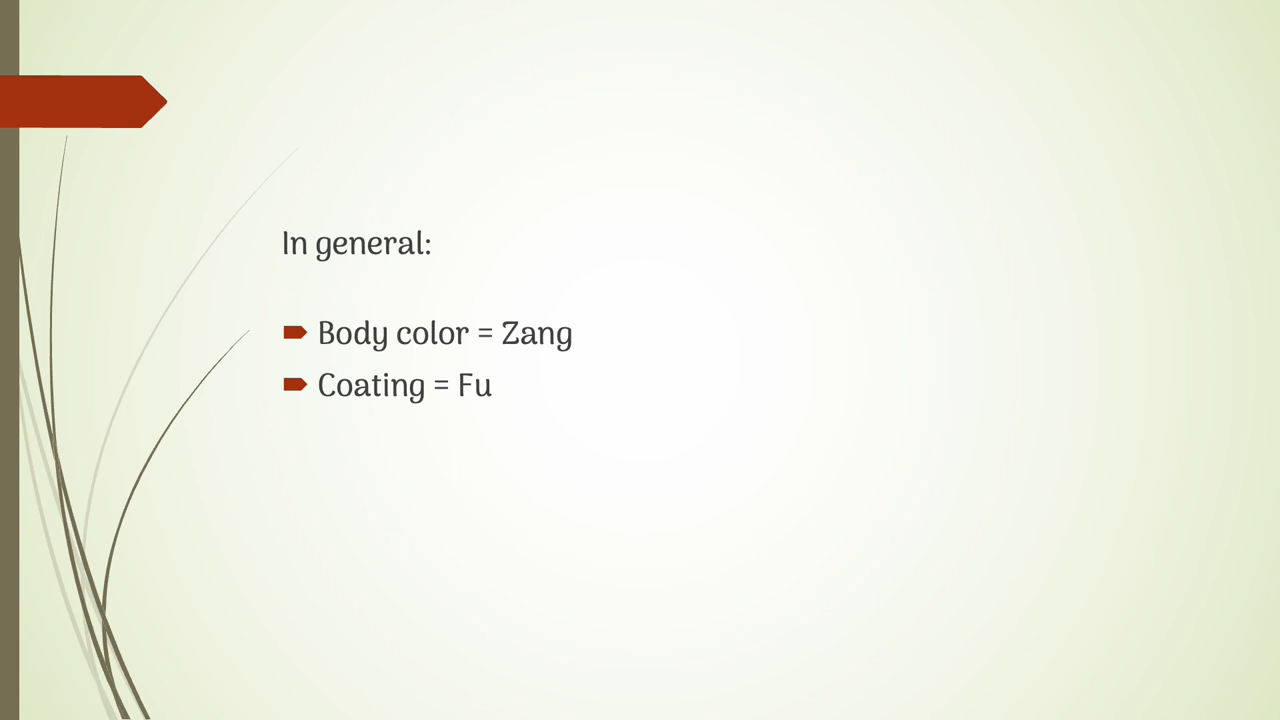 In general:
Body color = Zang
Coating = Fu